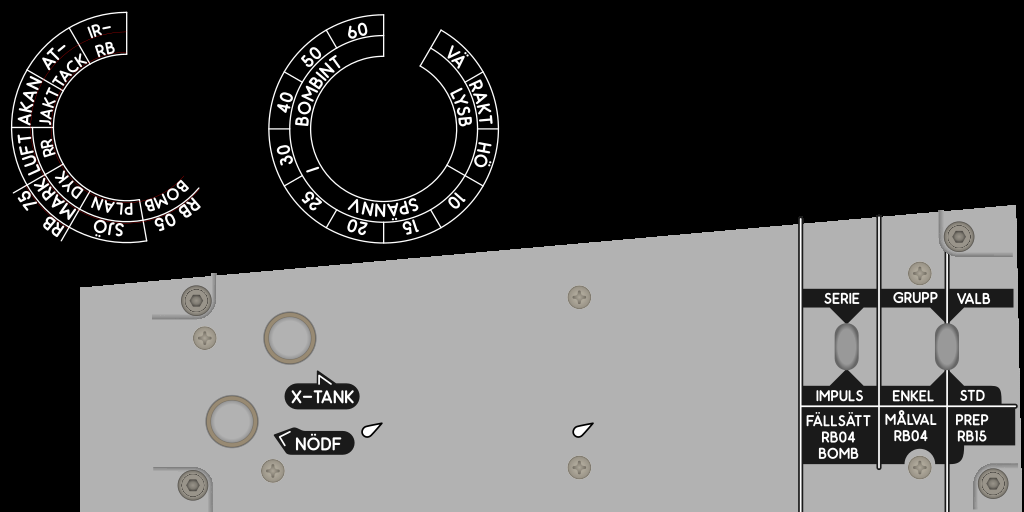 IR-
RB
AT-
TACK
AKAN
JAKT
LUFT
RR
MARK
DYK
RB 75
SJÖ
PLAN
RB 05
BOMB
60
50
40
30
25
20
15
10
BOMBINT
I
SPÄNNV
VÄ
RAKT
HÖ
LYSB
SERIE
GRUPP
VALB
X-TANK
NÖDF
IMPULS
ENKEL
STD
FÄLLSÄTT
RB04
BOMB
MÅLVAL
RB04
PREP
RB15